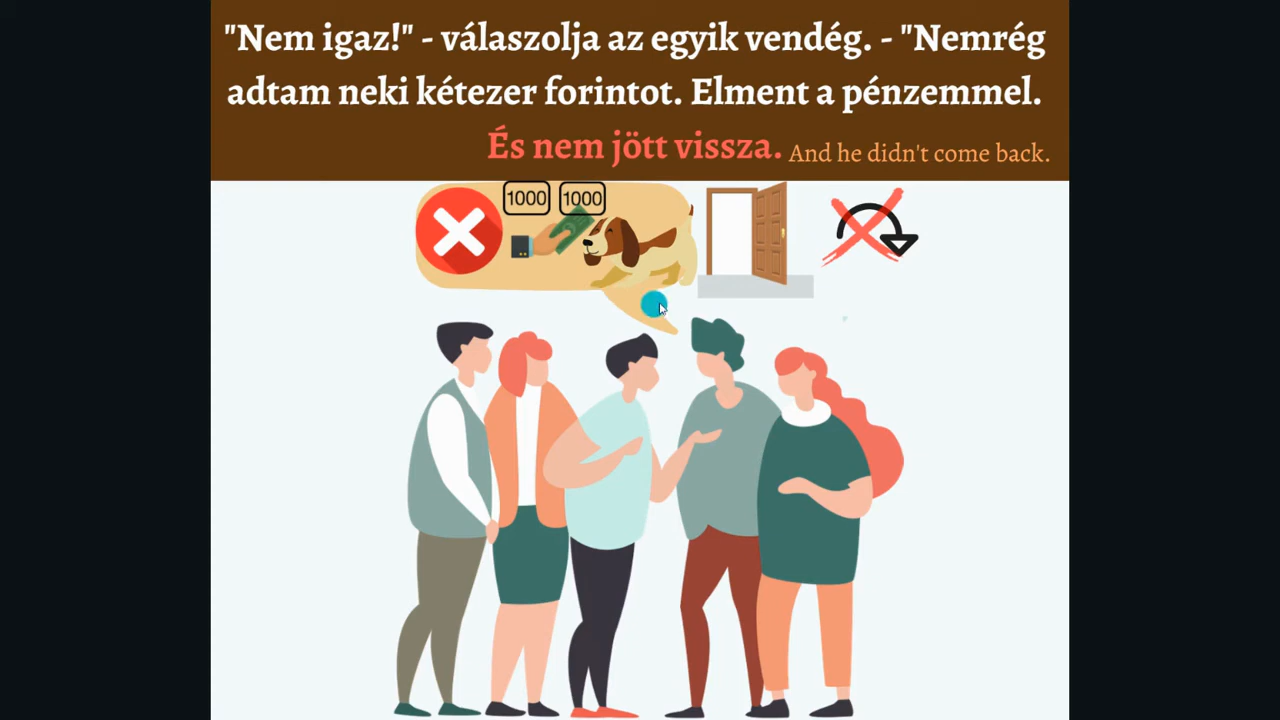 "Nem igaz!" - válaszolja az egyik vendég. - "Nemrég
adtam neki kétezer forintot. Elment a pénzemmel.
És nem jött vissza. And he didn't come back.
1000 1000